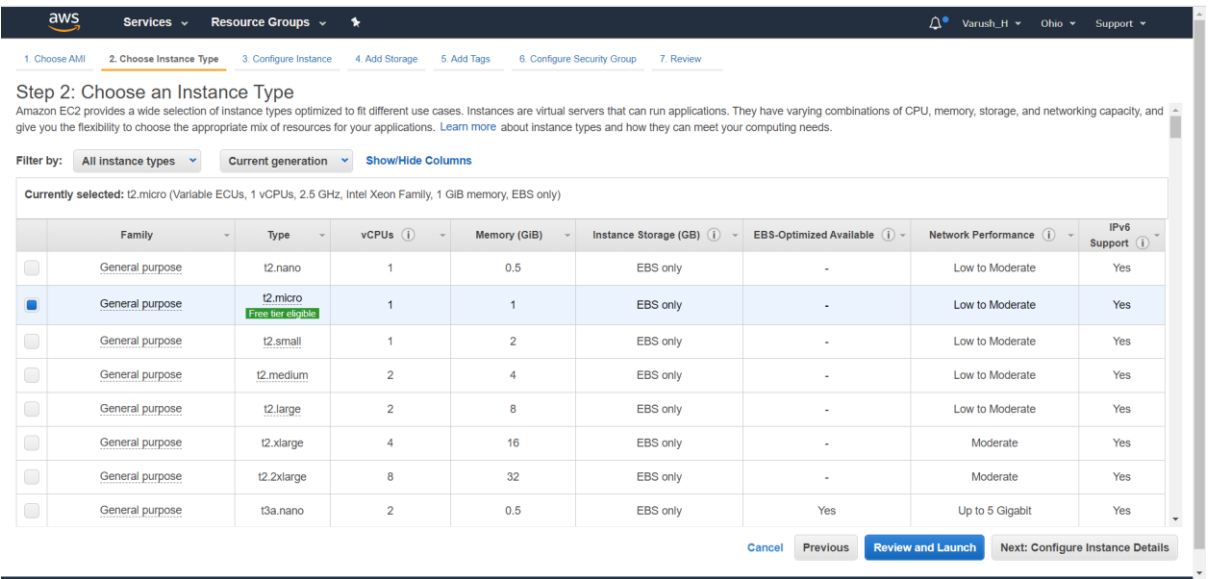 aws Services Resource Groups Varush_H Ohio Support
1. Choose AMI 2. Choose Instance Type 3. Configure Instance 4. Add Storage 5. Add Tags 6. Configure Security Group 7. Review
Step 2: Choose an Instance Type
Amazon EC2 provides a wide selection of instance types optimized to fit different use cases. Instances are virtual servers that can run applications. They have varying combinations of CPU, memory, storage, and networking capacity, and
give you the flexibility to choose the appropriate mix of resources for your applications. Learn more about instance types and how they can meet your computing needs.
Filter by: All instance types Current generation Show/Hide Columns
Currently selected: t2.micro (Variable ECUs, 1 vCPUs, 2.5 GHz, Intel Xeon Family, 1 GiB memory, EBS only)
Family Type vCPUs i Memory (GiB) Instance Storage (GB) i EBS-Optimized Available i Network Performance i IPv6 Support i
General purpose t2.nano 1 0.5 EBS only - Low to Moderate Yes
General purpose t2.micro Free tier eligible 1 1 EBS only - Low to Moderate Yes
General purpose t2.small 1 2 EBS only - Low to Moderate Yes
General purpose t2.medium 2 4 EBS only - Low to Moderate Yes
General purpose t2.large 2 8 EBS only - Low to Moderate Yes
General purpose t2.xlarge 4 16 EBS only - Moderate Yes
General purpose t2.2xlarge 8 32 EBS only - Moderate Yes
General purpose t3a.nano 2 0.5 EBS only Yes Up to 5 Gigabit Yes
Cancel Previous Review and Launch Next: Configure Instance Details